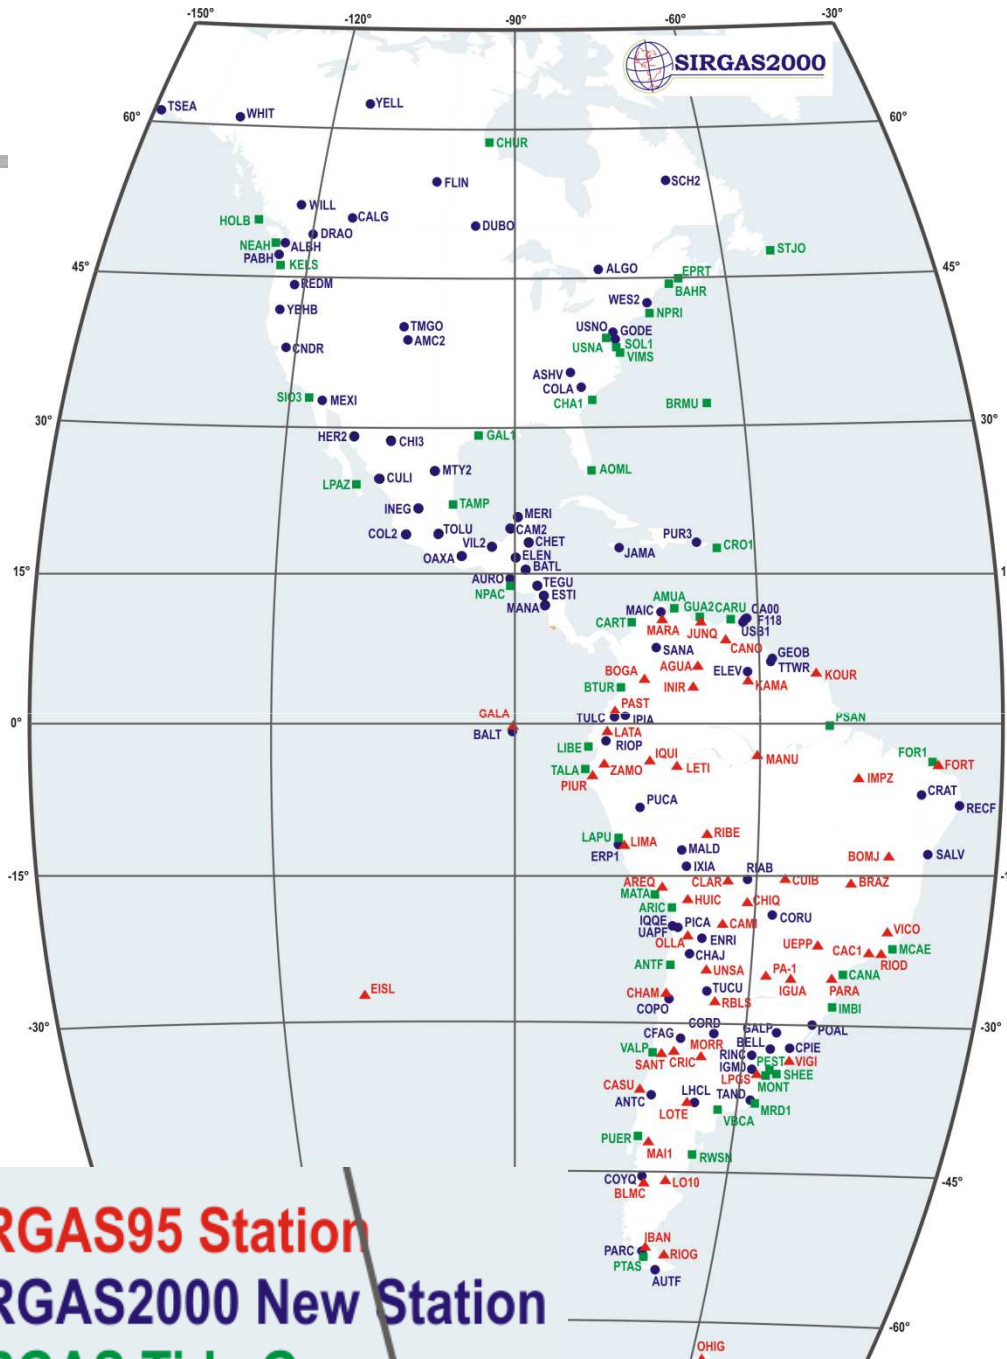 -150° -120° -90° -60° -30°
SIRGAS2000
TSEA WHIT YELL
60° 60°
CHUR
FLIN SCH2
WILL
HOLB CALG
DRAO DUBO
NEAH ALBH STJO
PABH KELS
45° ALGO EPRT 45°
REDM BAHR
WES2
YBHB NPRI
TMGO USNO GODE
AMC2 USNA SOL1
CNDR VIMS
ASHV
COLA
SIO3 MEXI CHA1 BRMU
30° 30°
HER2 CHI3 GAL1
MTY2 AOML
LPAZ CULI
TAMP
INEG MERI
COL2 TOLU CAM2 PUR3
VIL2 CHET JAMA CRO1
OAXA ELEN
BATL
15° AURO TEGU
NPAC ESTI AMUA
MANA MAIC GUA2 CARU CA00
CART MARA JUNQ F118
USB1
SANA CANO
GEOB
BOGA AGUA ELEV TTWR KOUR
BTUR INIR KAMA
PAST
GALA TULC IPIA PSAN
0° 0°
BALT LATA
LIBE RIOP IQUI MANU FOR1
TALA ZAMO LETI FORT
PIUR IMPZ
PUCA CRAT
RECF
LAPU LIMA RIBE
ERP1 MALD BOMJ SALV
IXIA RIAB
-15° AREQ CLAR CUIB BRAZ
MATA HUIC CHIQ
ARIC
IQQE PICA CAMI CORU
UAPF ENRI VICO
OLLA UEPP MCAE
CHAJ CAC1
ANTF RIOD
UNSA PA-1 CANA
EISL CHAM TUCU IGUA PARA
COPO RBLS IMBI
-30° CORD GALP POAL -30°
CFAG BELL
VALP MORR RINC CPIE
SANT CRIC IGM0 PEST VIGI
LPGS SHEE
CASU MONT
ANTC LHCL TAND
LOTE MRD1
VBCA
PUER
MAI1 RWSN
COYQ -45°
BLMC LO10
IBAN
PARC RIOG
PTAS
AUTF
RGAS95 Station
RGAS2000 New Station
-60°
OHIG